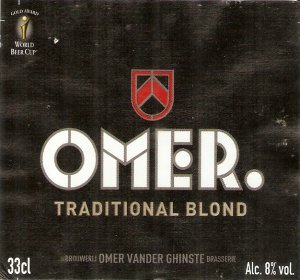 GOLD AWARD
WORLD
BEER CUP
OMER.
TRADITIONAL BLOND
BROUWERIJ OMER VANDER GHINSTE BRASSERIE
33cl
Alc. 8% vol.